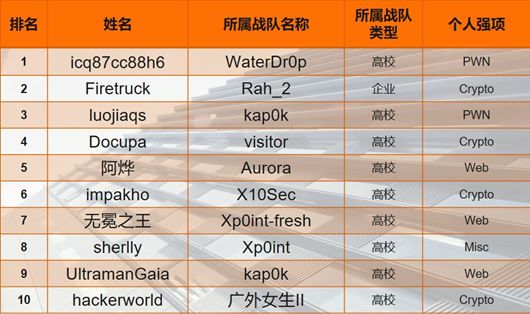 排名 姓名 所属战队名称 所属战队类型 个人强项
1 icq87cc88h6 WaterDr0p 高校 PWN
2 Firetruck Rah_2 企业 Crypto
3 luojiaqs kap0k 高校 PWN
4 Docupa visitor 高校 Crypto
5 阿烨 Aurora 高校 Web
6 impakho X10Sec 高校 Crypto
7 无冕之王 Xp0int-fresh 高校 Web
8 sherlly Xp0int 高校 Misc
9 UltramanGaia kap0k 高校 Web
10 hackerworld 广外女生II 高校 Crypto